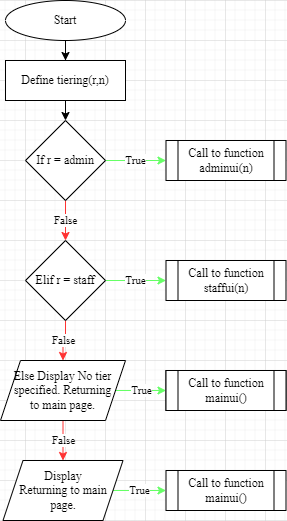 Start
Define tiering(r,n)
If r = admin
True
Call to function
adminui(n)
False
Elif r = staff
True
Call to function
staffui(n)
False
Else Display No tier
specified. Returning
to main page.
True
Call to function
mainui()
False
Display
Returning to main
page.
True
Call to function
mainui()